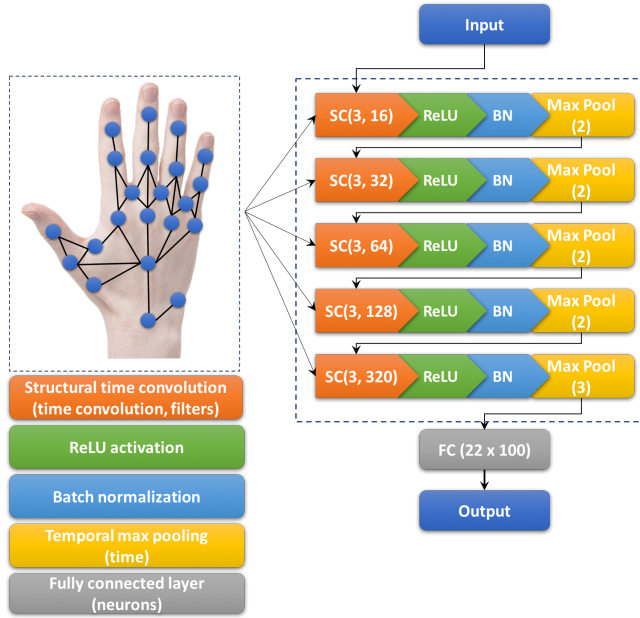 Input
SC(3, 16) ReLU BN Max Pool (2)
SC(3, 32) ReLU BN Max Pool (2)
SC(3, 64) ReLU BN Max Pool (2)
SC(3, 128) ReLU BN Max Pool (2)
SC(3, 320) ReLU BN Max Pool (3)
FC (22 x 100)
Output
Structural time convolution
(time convolution, filters)
ReLU activation
Batch normalization
Temporal max pooling
(time)
Fully connected layer
(neurons)